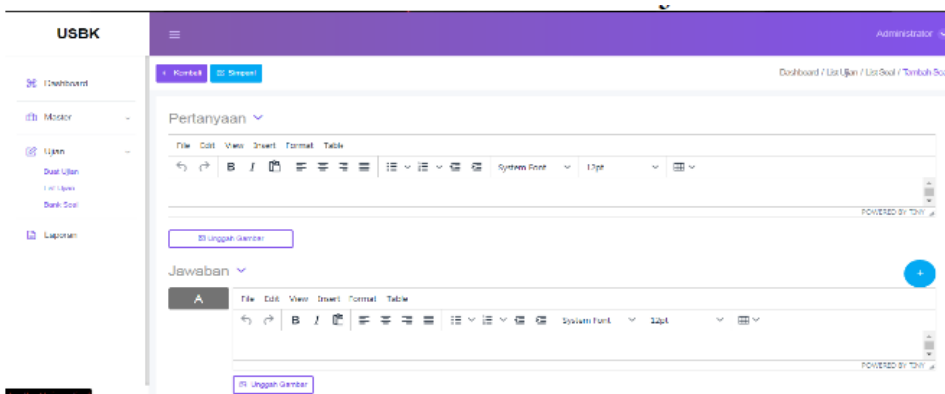 USBK
Administrator
Kembali
Simpan
Dashboard / List Ujian / List Soal / Tambah Soal
Dashboard
Master
Ujian
Buat Ujian
List Ujian
Bank Soal
Laporan
Pertanyaan
File Edit View Insert Format Table
B I System Font 12pt
POWERED BY TINY
Unggah Gambar
Jawaban
+
A
File Edit View Insert Format Table
B I System Font 12pt
POWERED BY TINY
Unggah Gambar